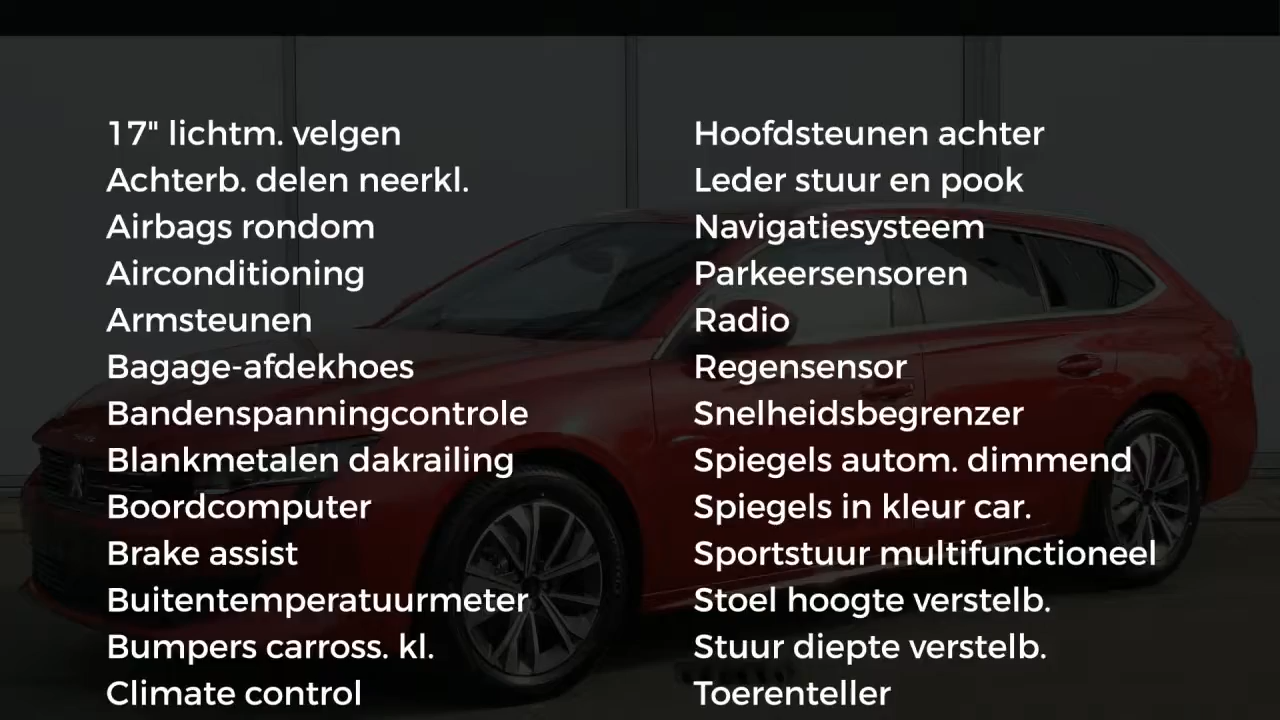 17" lichtm. velgen
Achterb. delen neerkl.
Airbags rondom
Airconditioning
Armsteunen
Bagage-afdekhoes
Bandenspanningcontrole
Blankmetalen dakrailing
Boordcomputer
Brake assist
Buitentemperatuurmeter
Bumpers carross. kl.
Climate control
Hoofdsteunen achter
Leder stuur en pook
Navigatiesysteem
Parkeersensoren
Radio
Regensensor
Snelheidsbegrenzer
Spiegels autom. dimmend
Spiegels in kleur car.
Sportstuur multifunctioneel
Stoel hoogte verstelb.
Stuur diepte verstelb.
Toerenteller